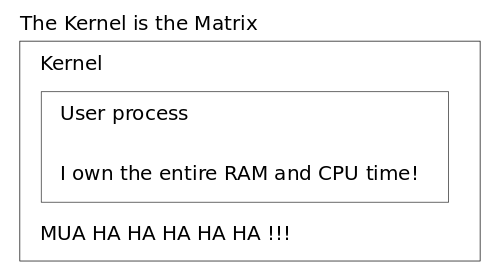 The Kernel is the Matrix
Kernel
User process
I own the entire RAM and CPU time!
MUA HA HA HA HA HA !!!